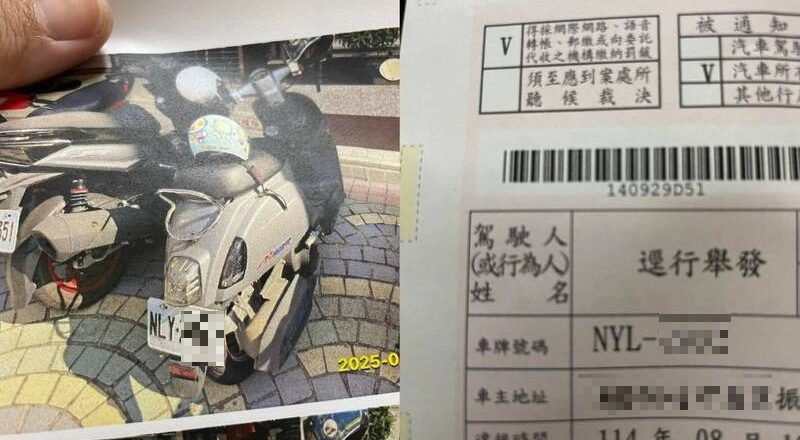 351
NLY-
2025-0
V
得採網際網路、語音
轉帳、郵繳或向委託
代收之機構繳納罰鍰
須至應到案處所
聽候裁決
被通知
汽車駕駛
V
汽車所有
其他行
140929D51
駕駛人
(或行為人)
姓名
逕行舉發
車牌號碼
NYL-
車主地址
振
114年08